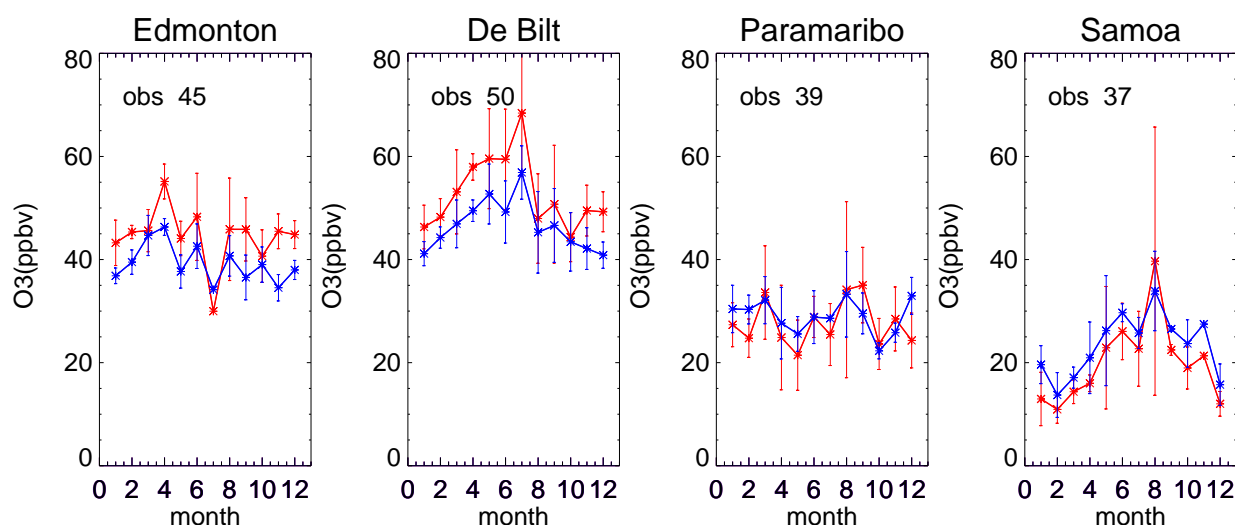 Edmonton De Bilt Paramaribo Samoa
80 80 80 80
obs 45 obs 50 obs 39 obs 37
60 60 60 60
O3(ppbv) O3(ppbv) O3(ppbv) O3(ppbv)
40 40 40 40
20 20 20 20
0 0 0 0
0 2 4 6 8 10 12 0 2 4 6 8 10 12 0 2 4 6 8 10 12 0 2 4 6 8 10 12
month month month month